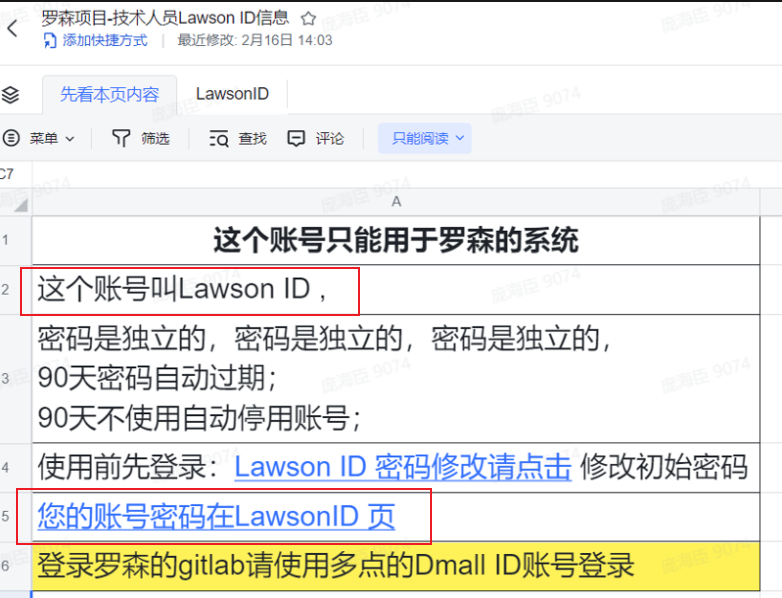 罗森项目-技术人员Lawson ID信息
添加快捷方式 | 最近修改: 2月16日 14:03
先看本页内容 LawsonID
菜单 筛选 查找 评论 只能阅读
C7
A
1 这个账号只能用于罗森的系统
2 这个账号叫Lawson ID ,
3 密码是独立的，密码是独立的，密码是独立的，
90天密码自动过期；
90天不使用自动停用账号；
4 使用前先登录：Lawson ID 密码修改请点击 修改初始密码
5 您的账号密码在LawsonID 页
6 登录罗森的gitlab请使用多点的Dmall ID账号登录
庞海臣 9074